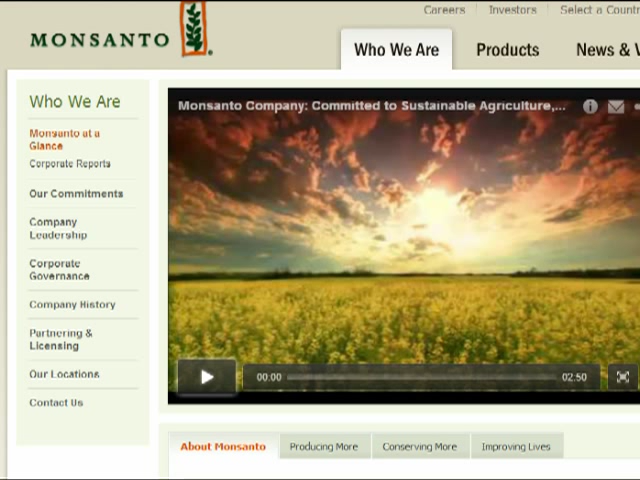 Careers Investors Select a
MONSANTO
Who We Are Products News &
Who We Are
Monsanto at a
Glance
Corporate Reports
Our Commitments
Company
Leadership
Corporate
Governance
Company History
Partnering &
Licensing
Our Locations
Contact Us
Monsanto Company: Committed to Sustainable Agriculture,...
00:00 02:50
About Monsanto Producing More Conserving More Improving Lives